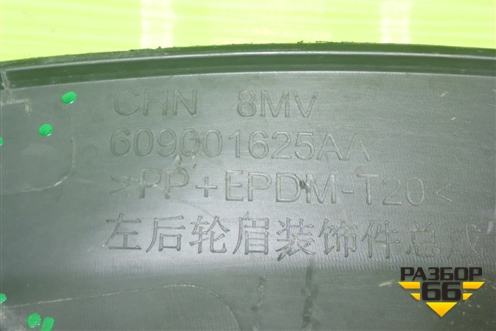 CHN 8MV
609001625AA
>PP+EPDM-T20<
左后轮眉装饰件总成
РАЗБОР
66